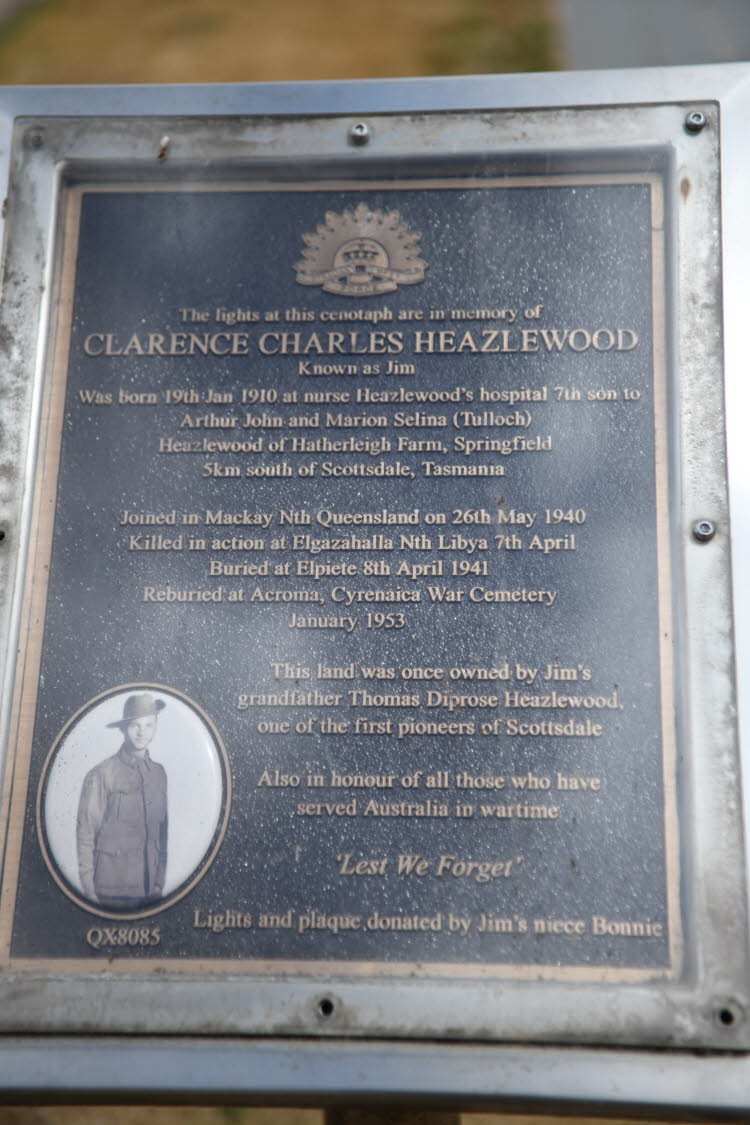 The lights at this cenotaph are in memory of
CLARENCE CHARLES HEAZLEWOOD
Known as Jim
Was born 19th Jan 1910 at nurse Heazlewood's hospital 7th son to
Arthur John and Marion Selina (Tulloch)
Heazlewood of Hatherleigh Farm, Springfield
5km south of Scottsdale, Tasmania
Joined in Mackay Nth Queensland on 26th May 1940
Killed in action at Elgazahalla Nth Libya 7th April
Buried at Elpiete 8th April 1941
Reburied at Acroma, Cyrenaica War Cemetery
January 1953
This land was once owned by Jim's
grandfather Thomas Diprose Heazlewood,
one of the first pioneers of Scottsdale
Also in honour of all those who have
served Australia in wartime
'Lest We Forget'
Lights and plaque donated by Jim's niece Bonnie
QX8085